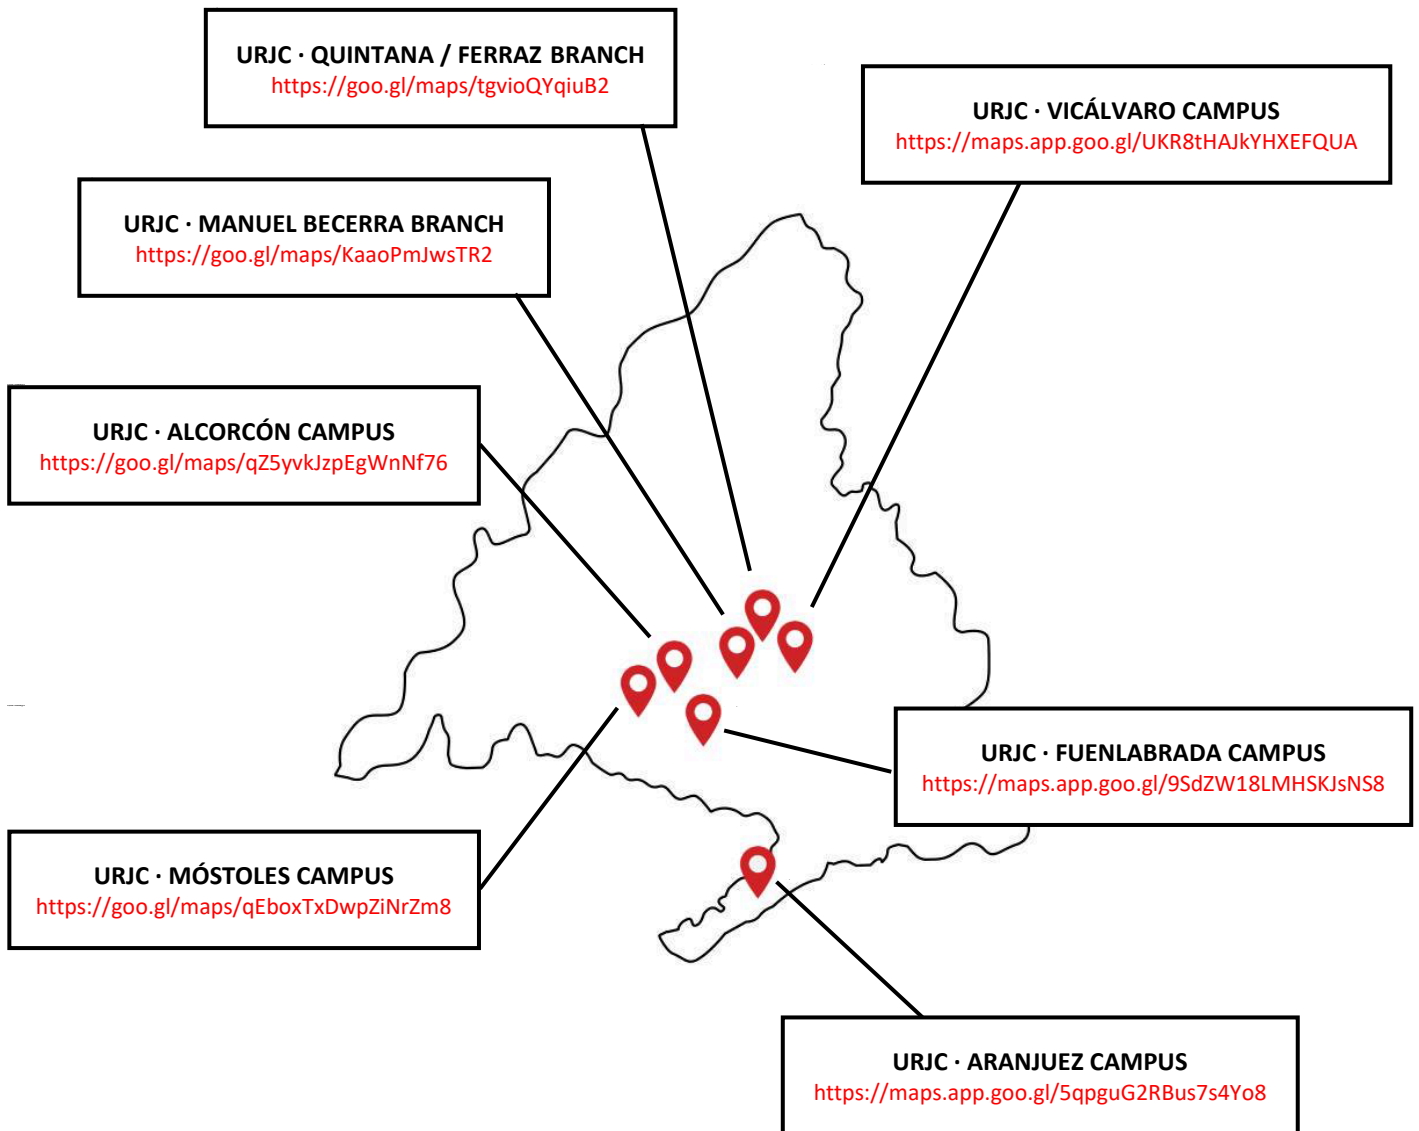 URJC · QUINTANA / FERRAZ BRANCH
https://goo.gl/maps/tgvioQYqiuB2
URJC · VICÁLVARO CAMPUS
https://maps.app.goo.gl/UKR8tHAJkYHXEFQUA
URJC · MANUEL BECERRA BRANCH
https://goo.gl/maps/KaaoPmJwsTR2
URJC · ALCORCÓN CAMPUS
https://goo.gl/maps/qZ5yvkJzpEgWnNf76
URJC · FUENLABRADA CAMPUS
https://maps.app.goo.gl/9SdZW18LMHSKJsNS8
URJC · MÓSTOLES CAMPUS
https://goo.gl/maps/qEboxTxDwpZiNrZm8
URJC · ARANJUEZ CAMPUS
https://maps.app.goo.gl/5qpguG2RBus7s4Yo8